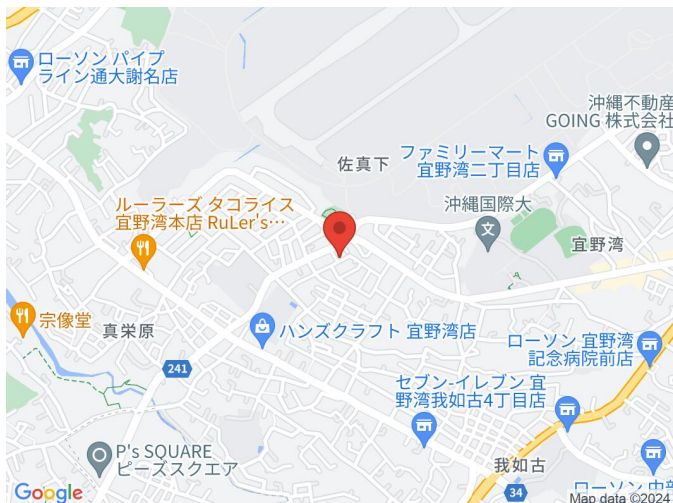 ローソン パイプ
ライン通大謝名店
沖縄不動産
GOING 株式会社
佐真下
ファミリーマート
宜野湾二丁目店
沖縄国際大
文
宜野湾
ルーラーズ タコライス
宜野湾本店 RuLer's…
宗像堂
真栄原
ハンズクラフト 宜野湾店
241
ローソン 宜野湾
記念病院前店
セブン-イレブン 宜
野湾我如古4丁目店
P's SQUARE
ピーズスクエア
我如古
34
ローソン 中部
Google
Map data ©2024